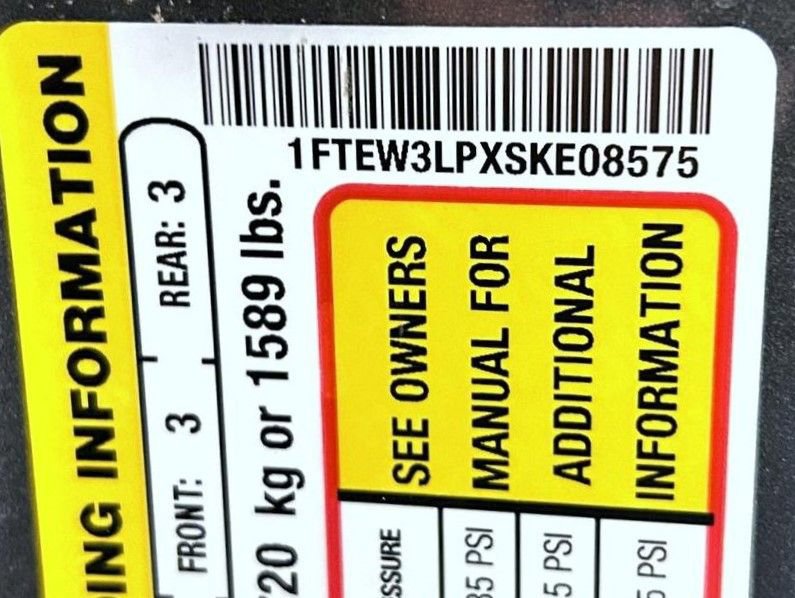 1FTEW3LPXSKE08575
ING INFORMATION
FRONT: 3 REAR: 3
720 kg or 1589 lbs.
SEE OWNERS
MANUAL FOR
ADDITIONAL
INFORMATION
SSURE
35 PSI
5 PSI
5 PSI